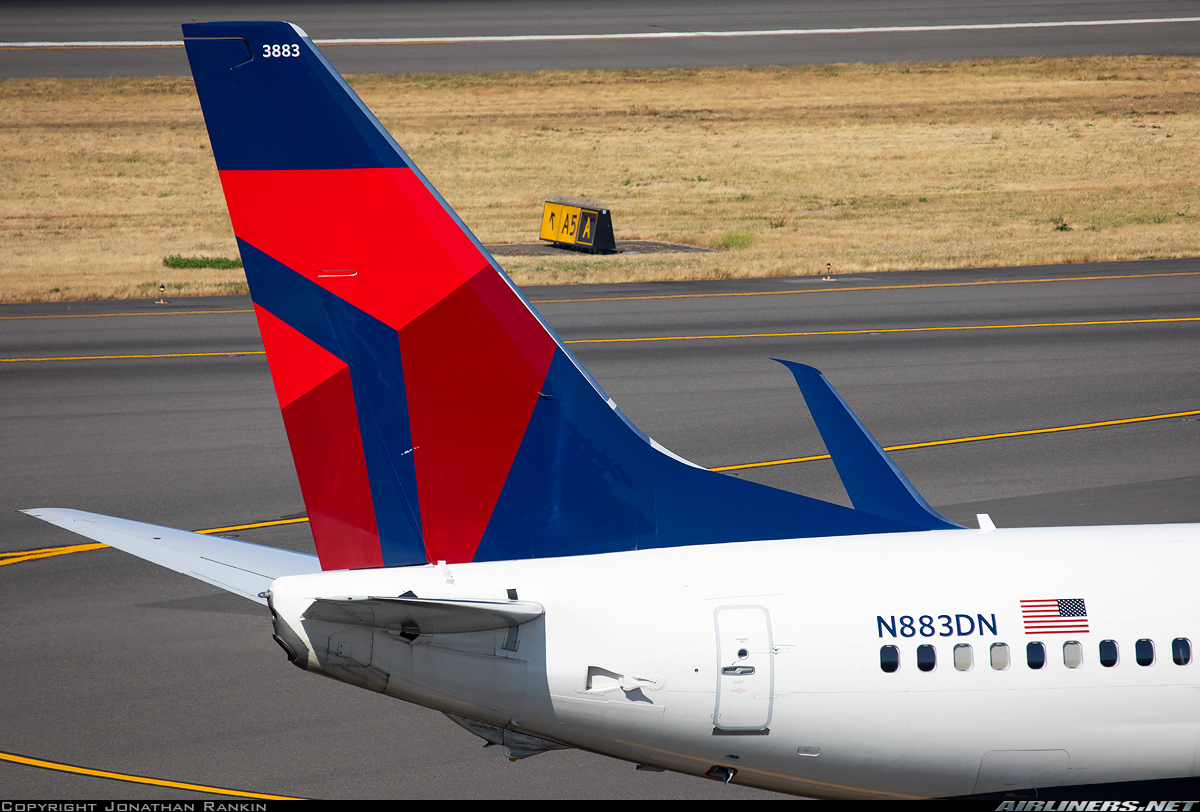 3883
A5 A
N883DN
Copyright Jonathan Rankin
AIRLINERS.NET